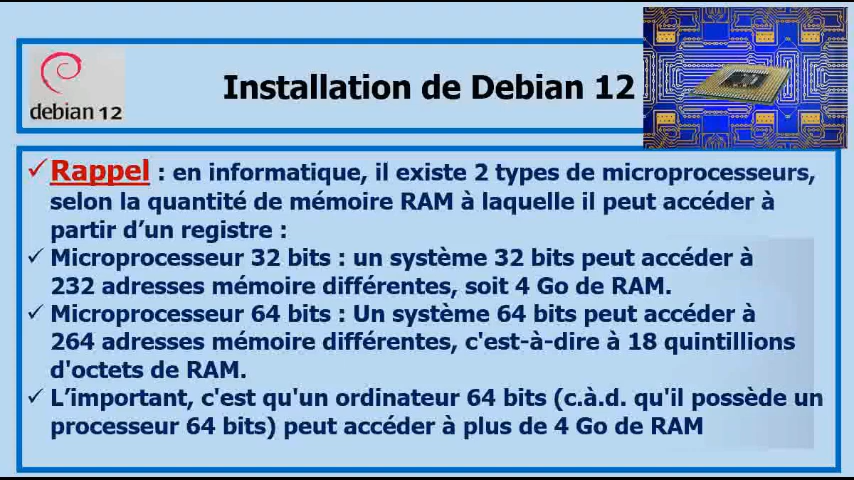 debian 12
Installation de Debian 12
Rappel : en informatique, il existe 2 types de microprocesseurs,
selon la quantité de mémoire RAM à laquelle il peut accéder à
partir d’un registre :
Microprocesseur 32 bits : un système 32 bits peut accéder à
232 adresses mémoire différentes, soit 4 Go de RAM.
Microprocesseur 64 bits : Un système 64 bits peut accéder à
264 adresses mémoire différentes, c'est-à-dire à 18 quintillions
d'octets de RAM.
L’important, c'est qu'un ordinateur 64 bits (c.à.d. qu'il possède un
processeur 64 bits) peut accéder à plus de 4 Go de RAM